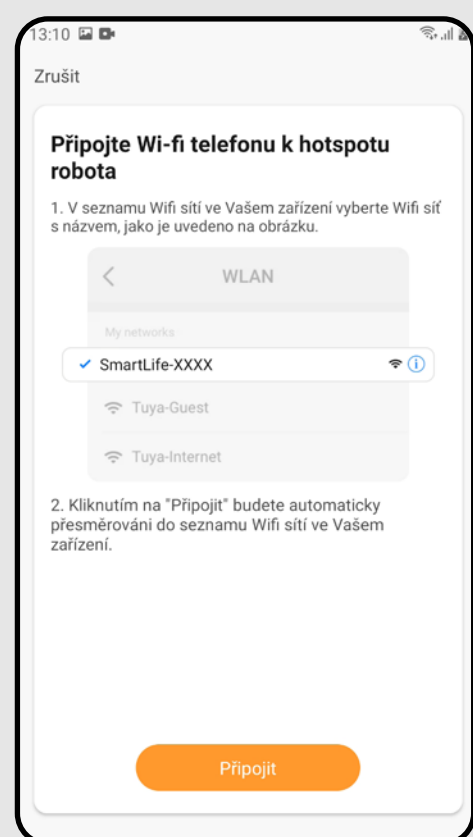 13:10
Zrušit
Připojte Wi-fi telefonu k hotspotu
robota
1. V seznamu Wifi sítí ve Vašem zařízení vyberte Wifi síť
s názvem, jako je uvedeno na obrázku.
WLAN
My networks
SmartLife-XXXX
Tuya-Guest
Tuya-Internet
2. Kliknutím na "Připojit" budete automaticky
přesměrováni do seznamu Wifi sítí ve Vašem
zařízení.
Připojit